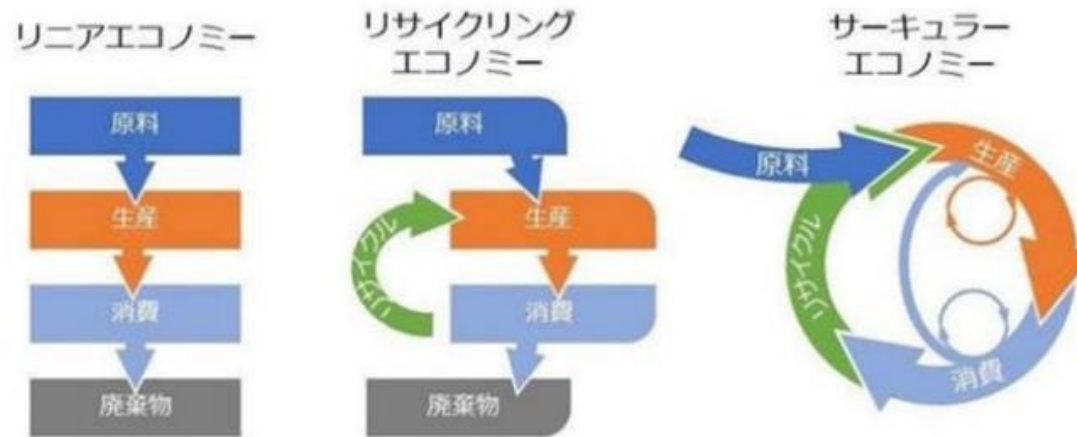 リニアエコノミー
原料
生産
消費
廃棄物
リサイクリング
エコノミー
原料
生産
リサイクル
消費
廃棄物
サーキュラー
エコノミー
原料
生産
リサイクル
消費